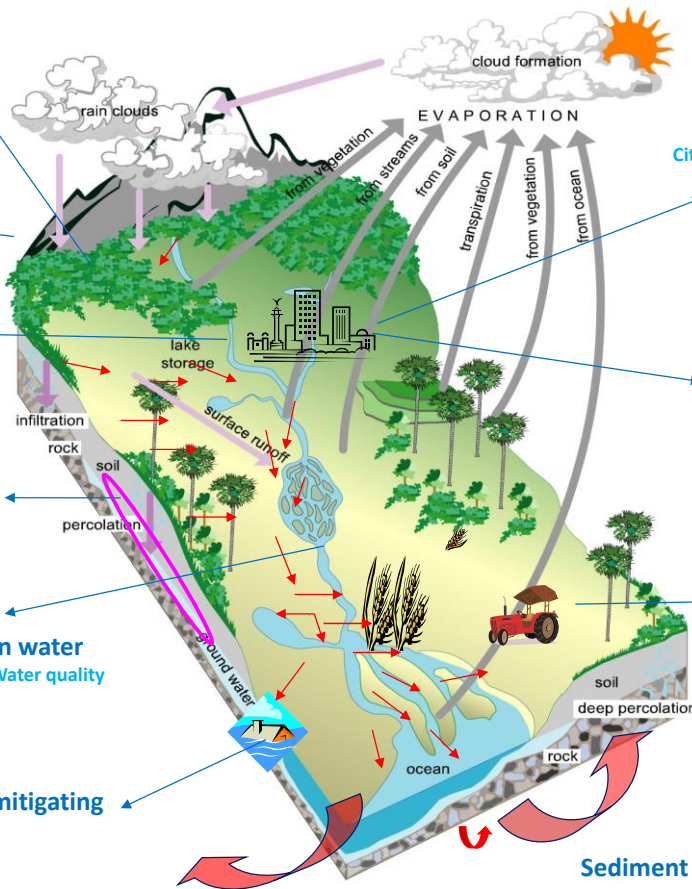 cloud formation
rain clouds
EVAPORATION
Cit
from vegetation
from streams
from soil
transpiration
from vegetation
from ocean
lake
storage
surface runoff
infiltration
rock
soil
percolation
ground water
n water
Water quality
soil
deep percolation
rock
ocean
mitigating
Sediment